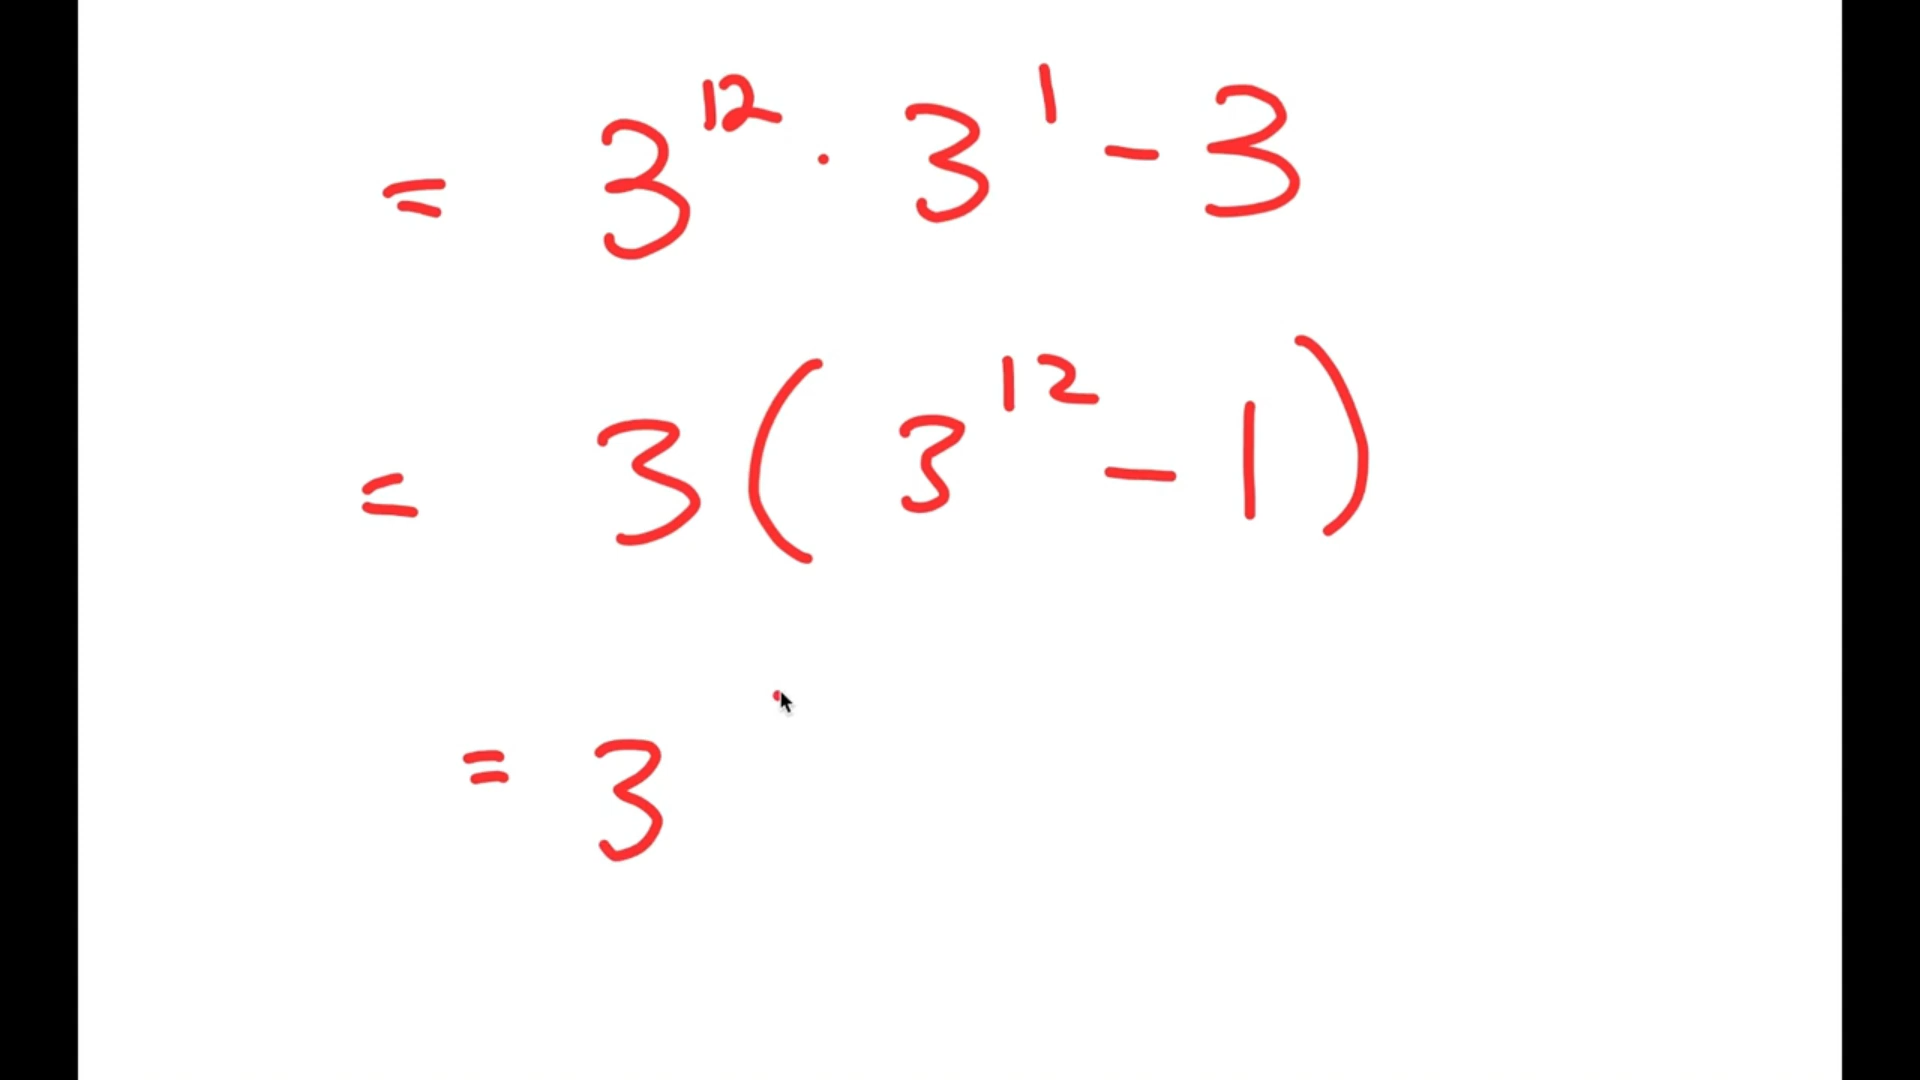 = 3¹² · 3¹ - 3
= 3(3¹² - 1)
= 3